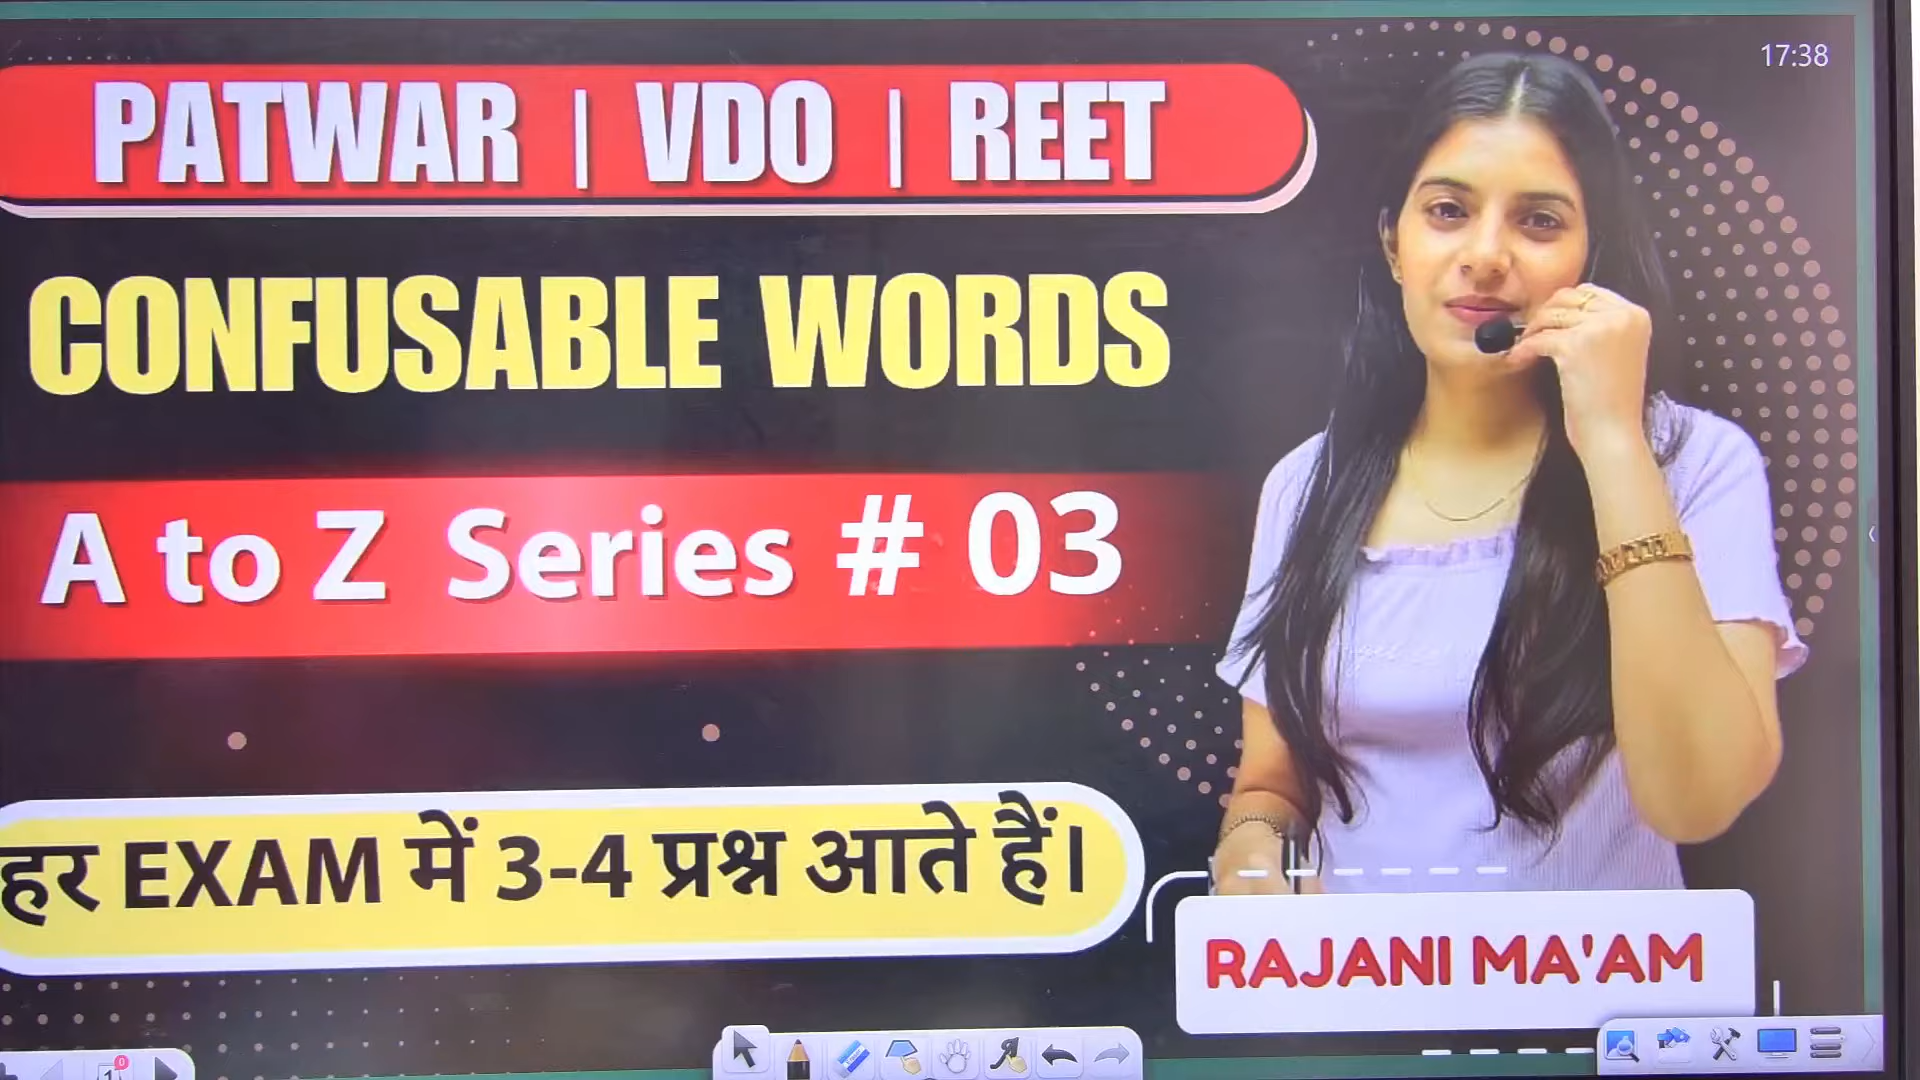 17:38
PATWAR | VDO | REET
CONFUSABLE WORDS
A to Z Series # 03
हर EXAM में 3-4 प्रश्न आते हैं।
RAJANI MA'AM